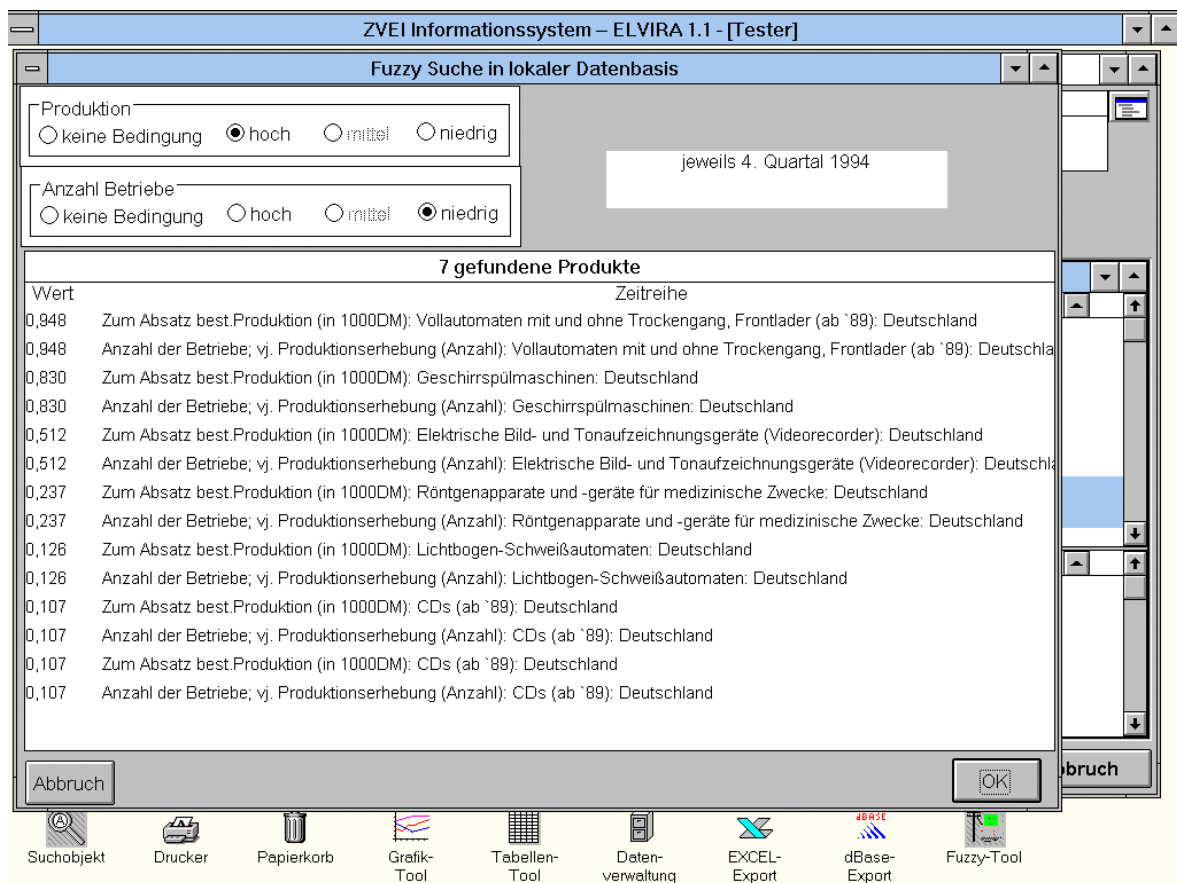 ZVEI Informationssystem – ELVIRA 1.1 - [Tester]
Fuzzy Suche in lokaler Datenbasis
Produktion
keine Bedingung hoch mittel niedrig
jeweils 4. Quartal 1994
Anzahl Betriebe
keine Bedingung hoch mittel niedrig
7 gefundene Produkte
Wert Zeitreihe
0,948 Zum Absatz best.Produktion (in 1000DM): Vollautomaten mit und ohne Trockengang, Frontlader (ab `89): Deutschland
0,948 Anzahl der Betriebe; vj. Produktionserhebung (Anzahl): Vollautomaten mit und ohne Trockengang, Frontlader (ab `89): Deutschla
0,830 Zum Absatz best.Produktion (in 1000DM): Geschirrspülmaschinen: Deutschland
0,830 Anzahl der Betriebe; vj. Produktionserhebung (Anzahl): Geschirrspülmaschinen: Deutschland
0,512 Zum Absatz best.Produktion (in 1000DM): Elektrische Bild- und Tonaufzeichnungsgeräte (Videorecorder): Deutschland
0,512 Anzahl der Betriebe; vj. Produktionserhebung (Anzahl): Elektrische Bild- und Tonaufzeichnungsgeräte (Videorecorder): Deutschla
0,237 Zum Absatz best.Produktion (in 1000DM): Röntgenapparate und -geräte für medizinische Zwecke: Deutschland
0,237 Anzahl der Betriebe; vj. Produktionserhebung (Anzahl): Röntgenapparate und -geräte für medizinische Zwecke: Deutschland
0,126 Zum Absatz best.Produktion (in 1000DM): Lichtbogen-Schweißautomaten: Deutschland
0,126 Anzahl der Betriebe; vj. Produktionserhebung (Anzahl): Lichtbogen-Schweißautomaten: Deutschland
0,107 Zum Absatz best.Produktion (in 1000DM): CDs (ab `89): Deutschland
0,107 Anzahl der Betriebe; vj. Produktionserhebung (Anzahl): CDs (ab `89): Deutschland
0,107 Zum Absatz best.Produktion (in 1000DM): CDs (ab `89): Deutschland
0,107 Anzahl der Betriebe; vj. Produktionserhebung (Anzahl): CDs (ab `89): Deutschland
Abbruch OK bruch
A dBASE
Suchobjekt Drucker Papierkorb Grafik- Tabellen- Daten- EXCEL- dBase- Fuzzy-Tool
Tool Tool verwaltung Export Export